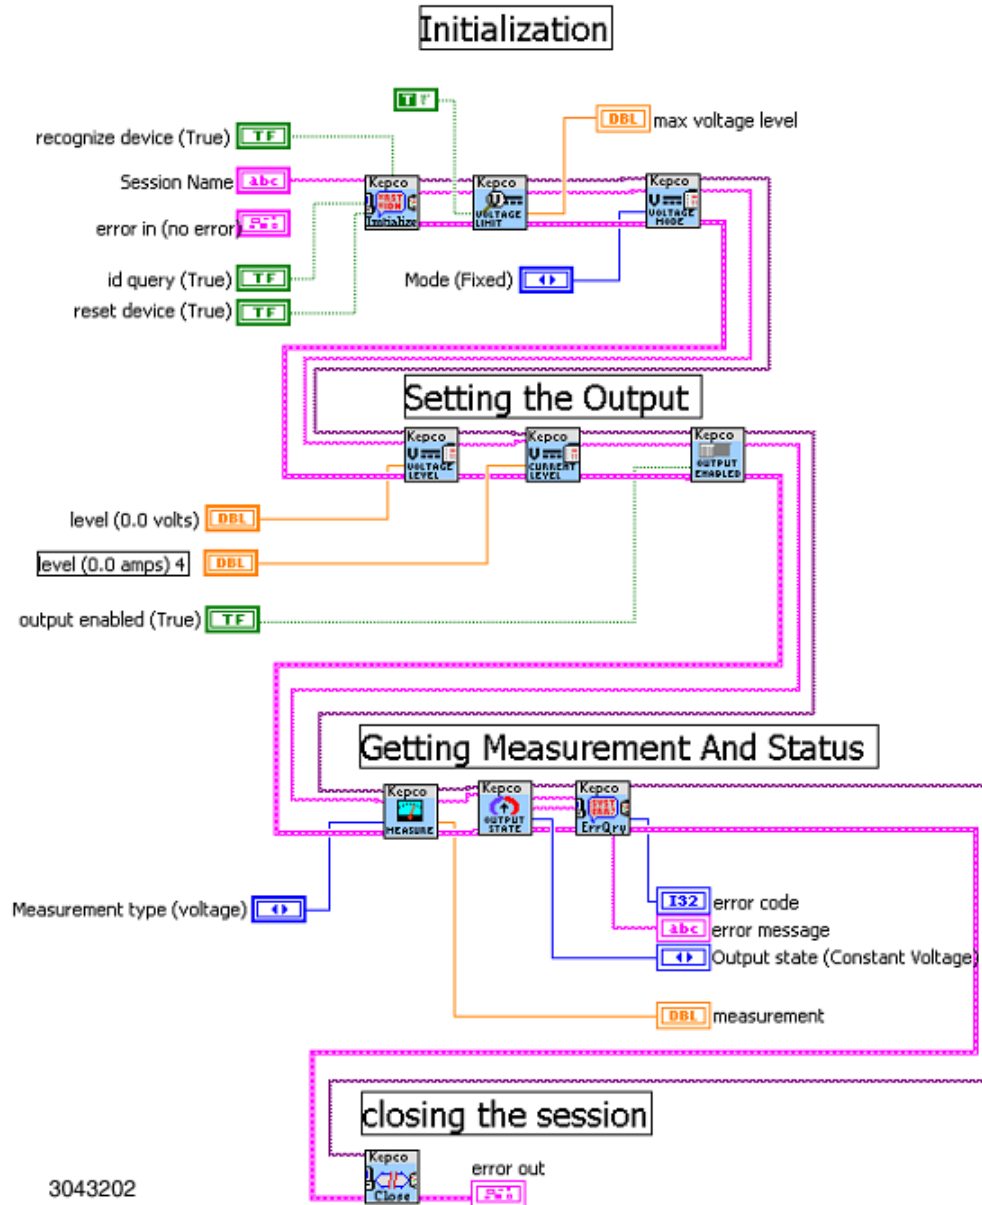 Initialization
recognize device (True) TF
T F
DBL max voltage level
Session Name abc
error in (no error)
id query (True) TF
reset device (True) TF
Kepco Initialize
Kepco VOLTAGE LIMIT
Kepco VOLTAGE MODE
Mode (Fixed)
Setting the Output
Kepco VOLTAGE LEVEL
Kepco CURRENT LEVEL
Kepco OUTPUT ENABLED
level (0.0 volts) DBL
level (0.0 amps) 4 DBL
output enabled (True) TF
Getting Measurement And Status
Kepco MEASURE
Kepco OUTPUT STATE
Kepco SYST ERR? ErrQry
Measurement type (voltage)
I32 error code
abc error message
Output state (Constant Voltage)
DBL measurement
closing the session
Kepco Close
error out
3043202